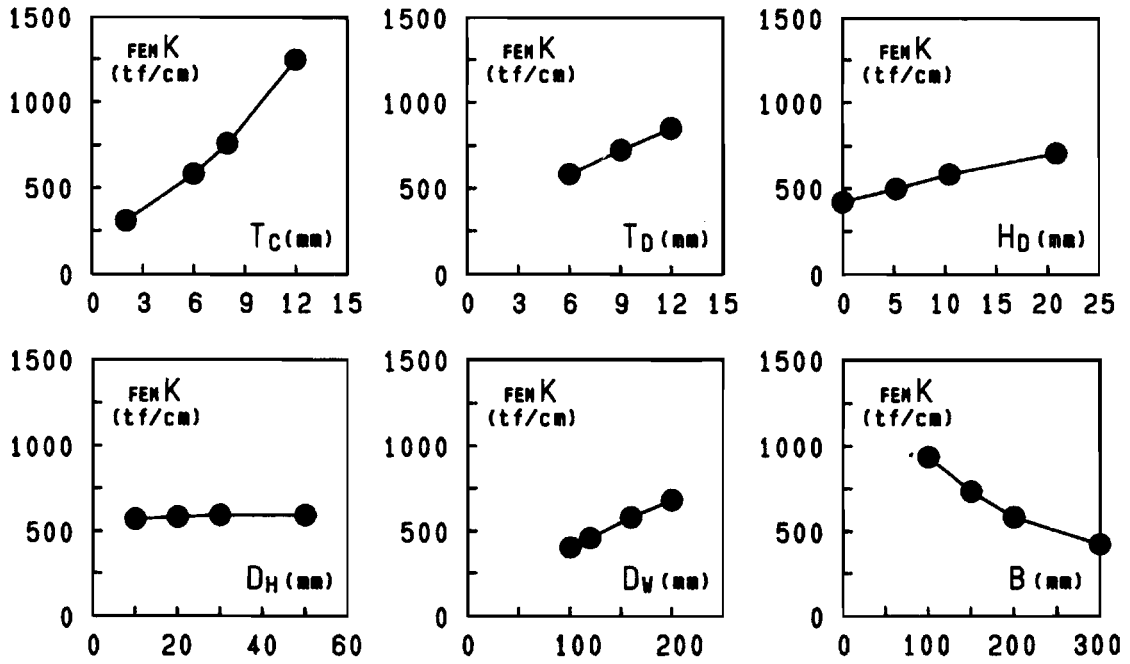 1500 1500 1500
FEM K FEM K FEM K
(tf/cm) (tf/cm) (tf/cm)
1000 1000 1000
500 500 500
TC (mm) TD (mm) HD (mm)
0 0 0
0 3 6 9 12 15 0 3 6 9 12 0 5 10 15 20 25
1500 1500 1500
FEM K FEM K FEM K
(tf/cm) (tf/cm) (tf/cm)
1000 1000 1000
500 500 500
DH (mm) DW (mm) B (mm)
0 0 0
0 20 40 60 0 100 200 0 100 200 300